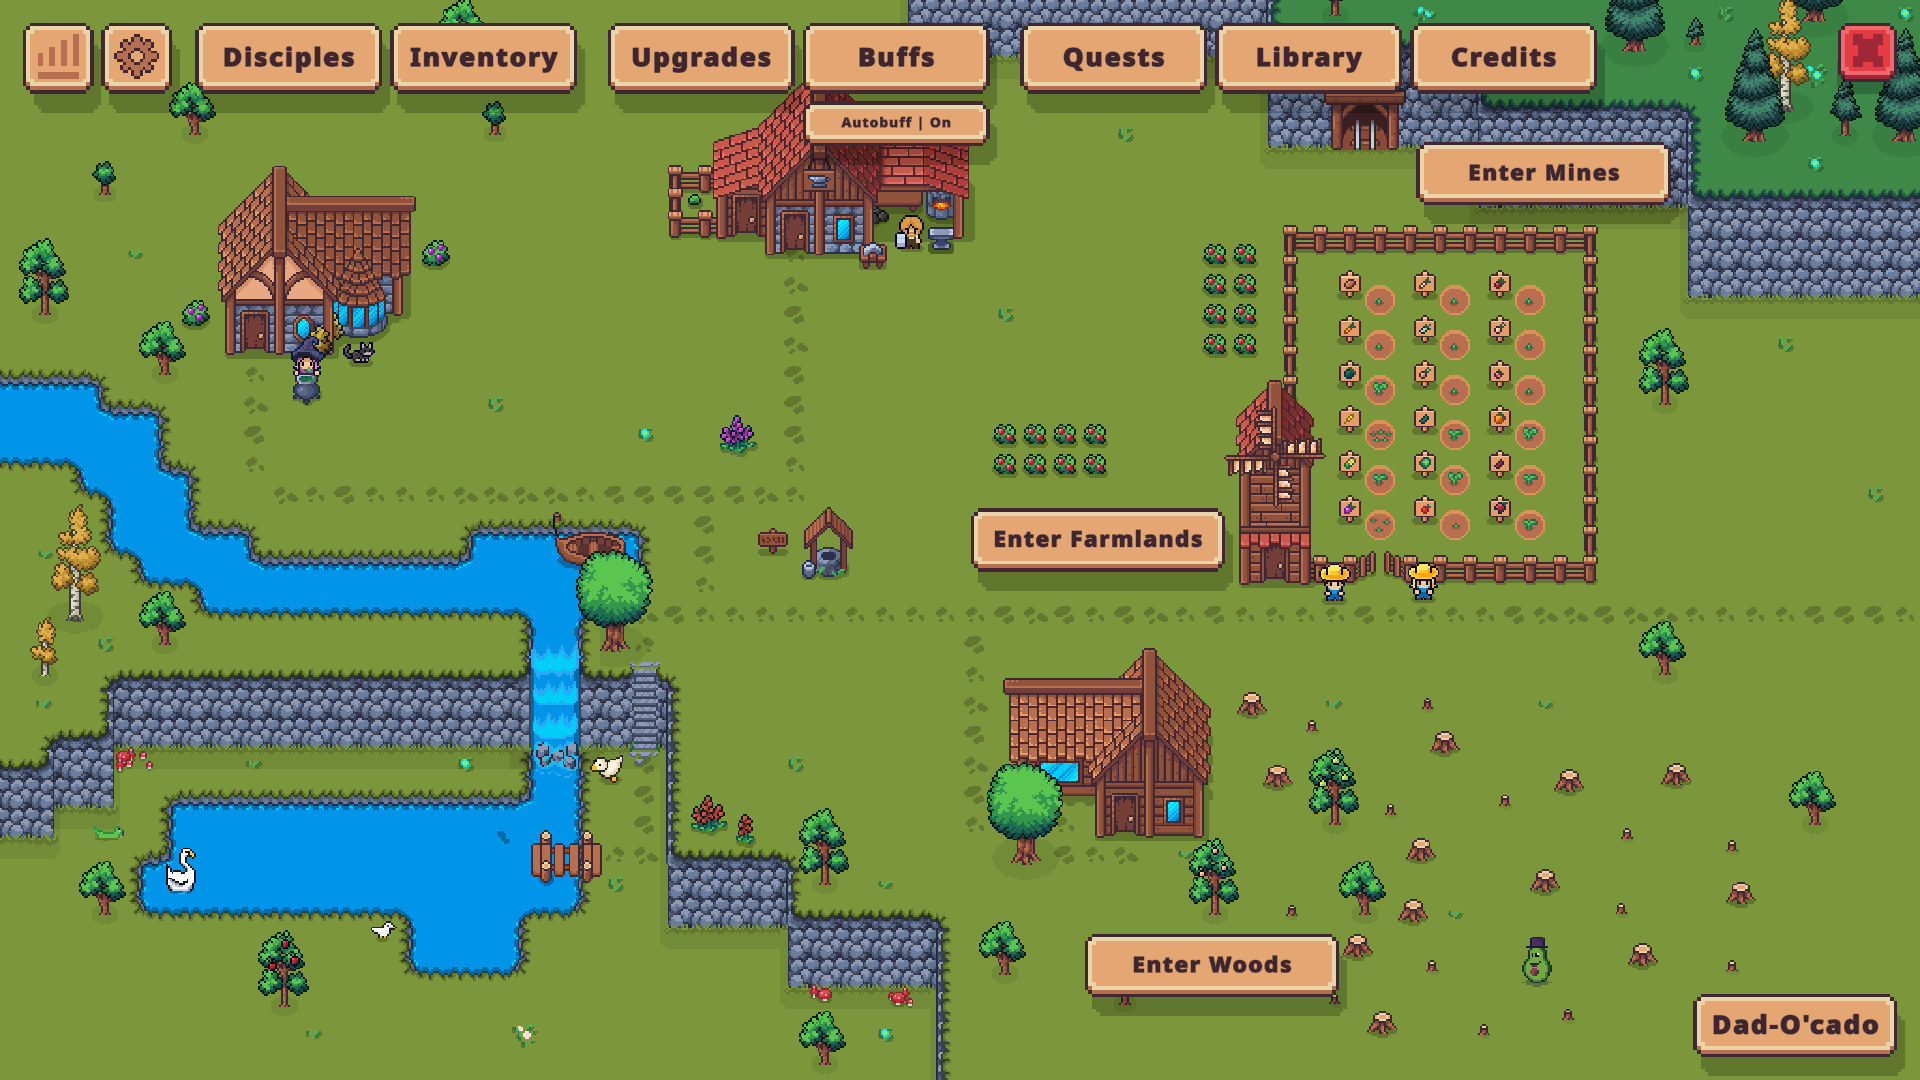 Disciples
Inventory
Upgrades
Buffs
Quests
Library
Credits
Autobuff | On
Enter Mines
Enter Farmlands
Enter Woods
Dad-O'cado